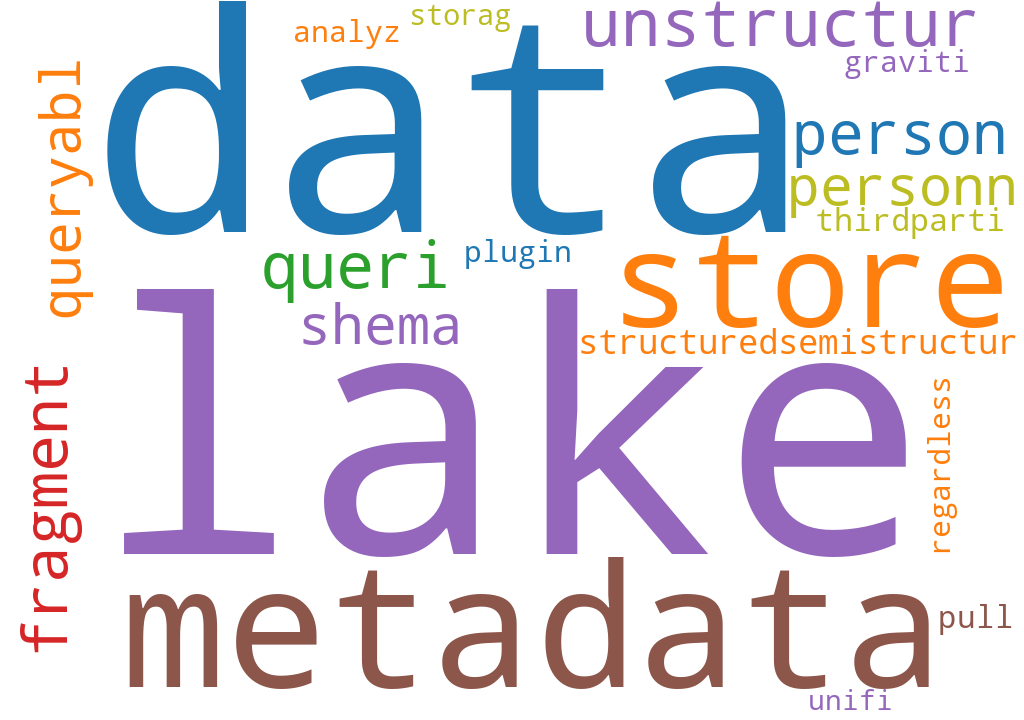 storag
unstructur
analyz
data
graviti
queryabl
person
personn
thirdparti
queri
plugin
store
shema
structuredsemistructur
lake
fragment
regardless
metadata
pull
unifi